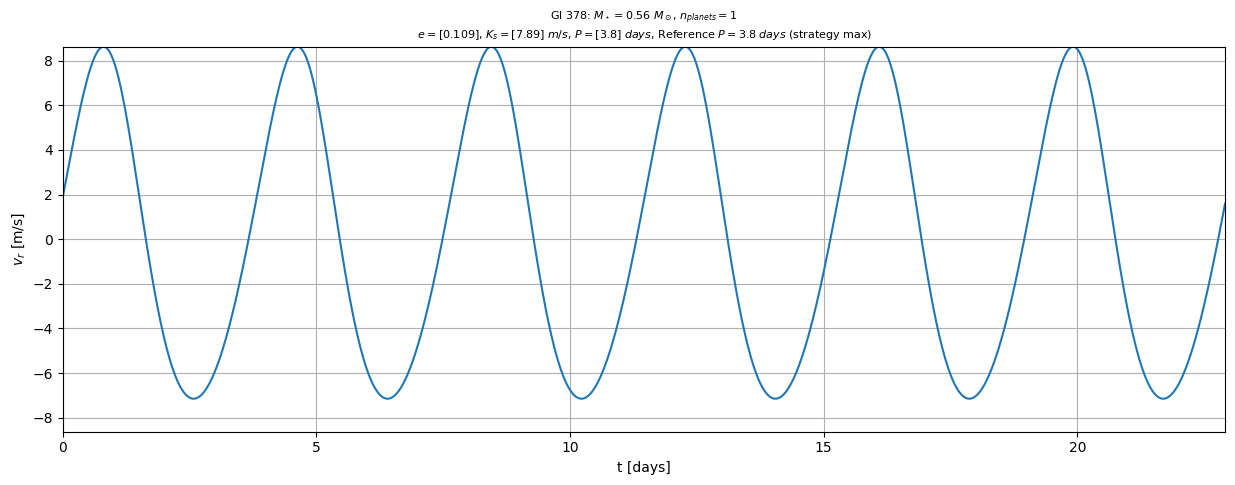 Gl 378: $M_\star = 0.56\ M_\odot$, $n_{planets} = 1$
$e = [0.109]$, $K_s = [7.89]\ m/s$, $P = [3.8]\ days$, Reference $P = 3.8\ days$ (strategy max)
8
6
4
2
0
−2
−4
−6
−8
$v_r$ [m/s]
0 5 10 15 20
t [days]